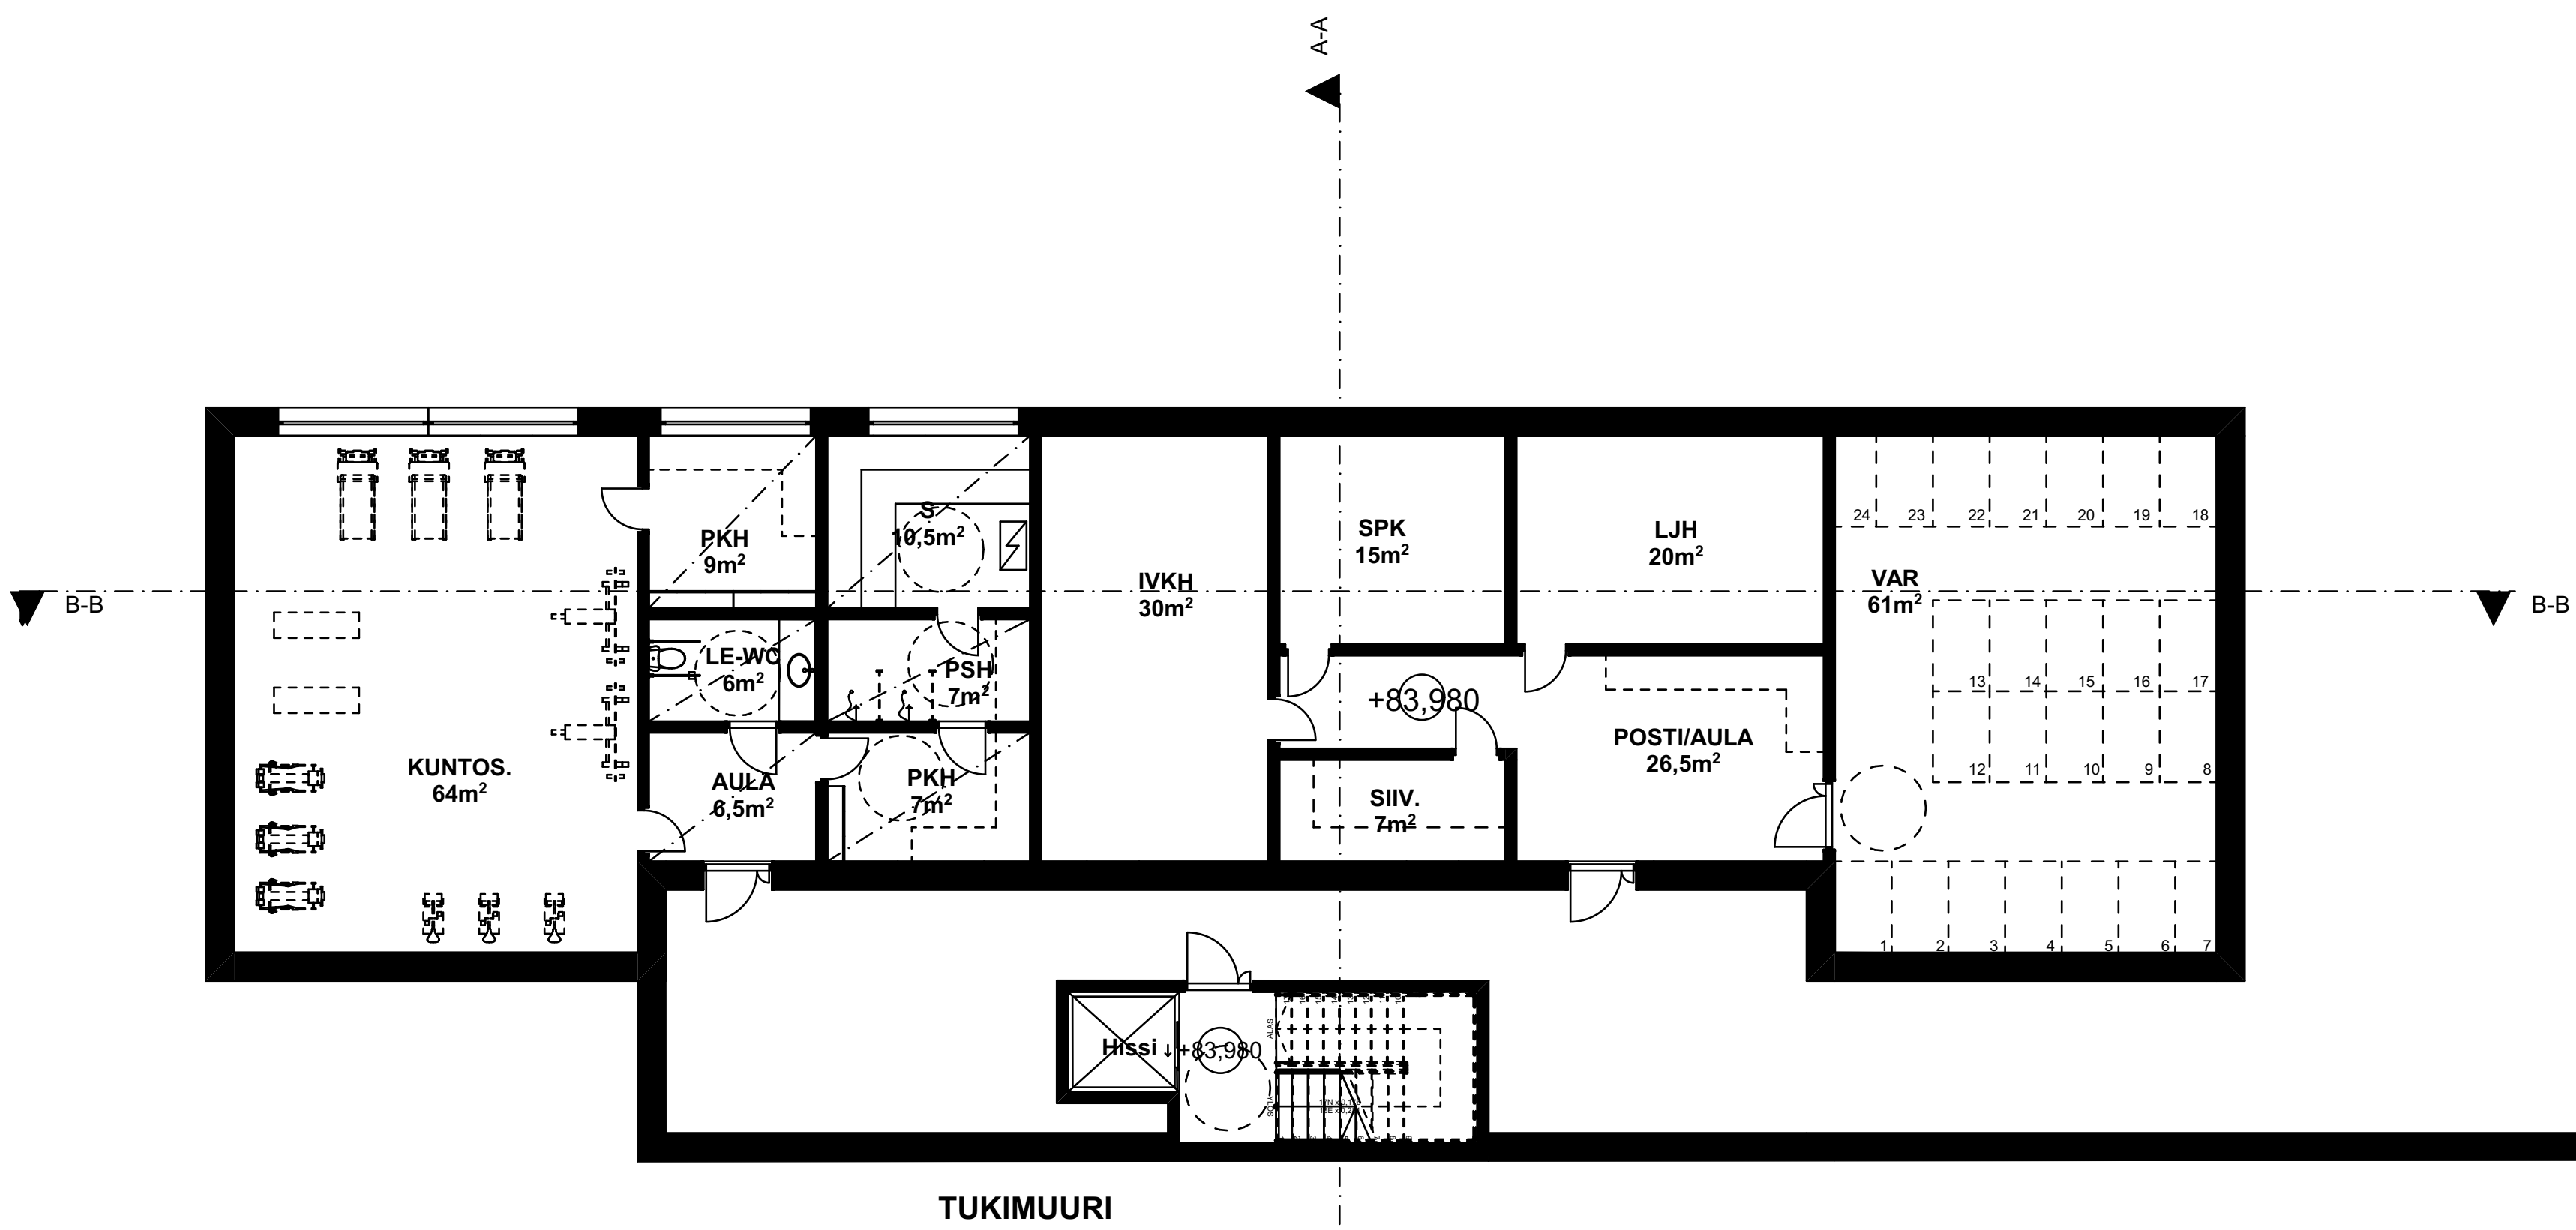 A-A
24 23 22 21 20 19 18
S
10,5m²
SPK
15m²
LJH
20m²
PKH
9m²
IVKH
30m²
VAR
61m²
B-B
B-B
LE-WC
6m²
PSH
7m²
13 14 15 16 17
+83,980
POSTI/AULA
26,5m²
KUNTOS.
64m²
AULA
6,5m²
PKH
7m²
12 11 10 9 8
SIIV.
7m²
1 2 3 4 5 6 7
ALAS
Hissi
+83,980
YLÖS
TUKIMUURI